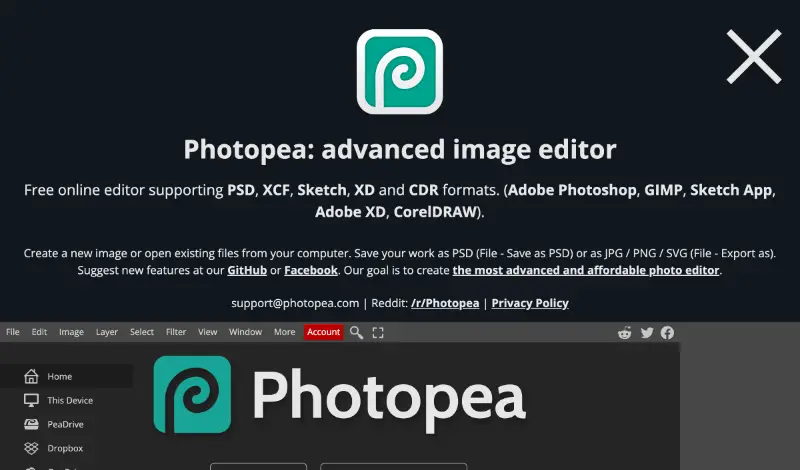 Photopea: advanced image editor
Free online editor supporting PSD, XCF, Sketch, XD and CDR formats. (Adobe Photoshop, GIMP, Sketch App,
Adobe XD, CorelDRAW).
Create a new image or open existing files from your computer. Save your work as PSD (File - Save as PSD) or as JPG / PNG / SVG (File - Export as).
Suggest new features at our GitHub or Facebook. Our goal is to create the most advanced and affordable photo editor.
support@photopea.com | Reddit: /r/Photopea | Privacy Policy
File Edit Image Layer Select Filter View Window More Account
Home
This Device
PeaDrive
Dropbox
Photopea